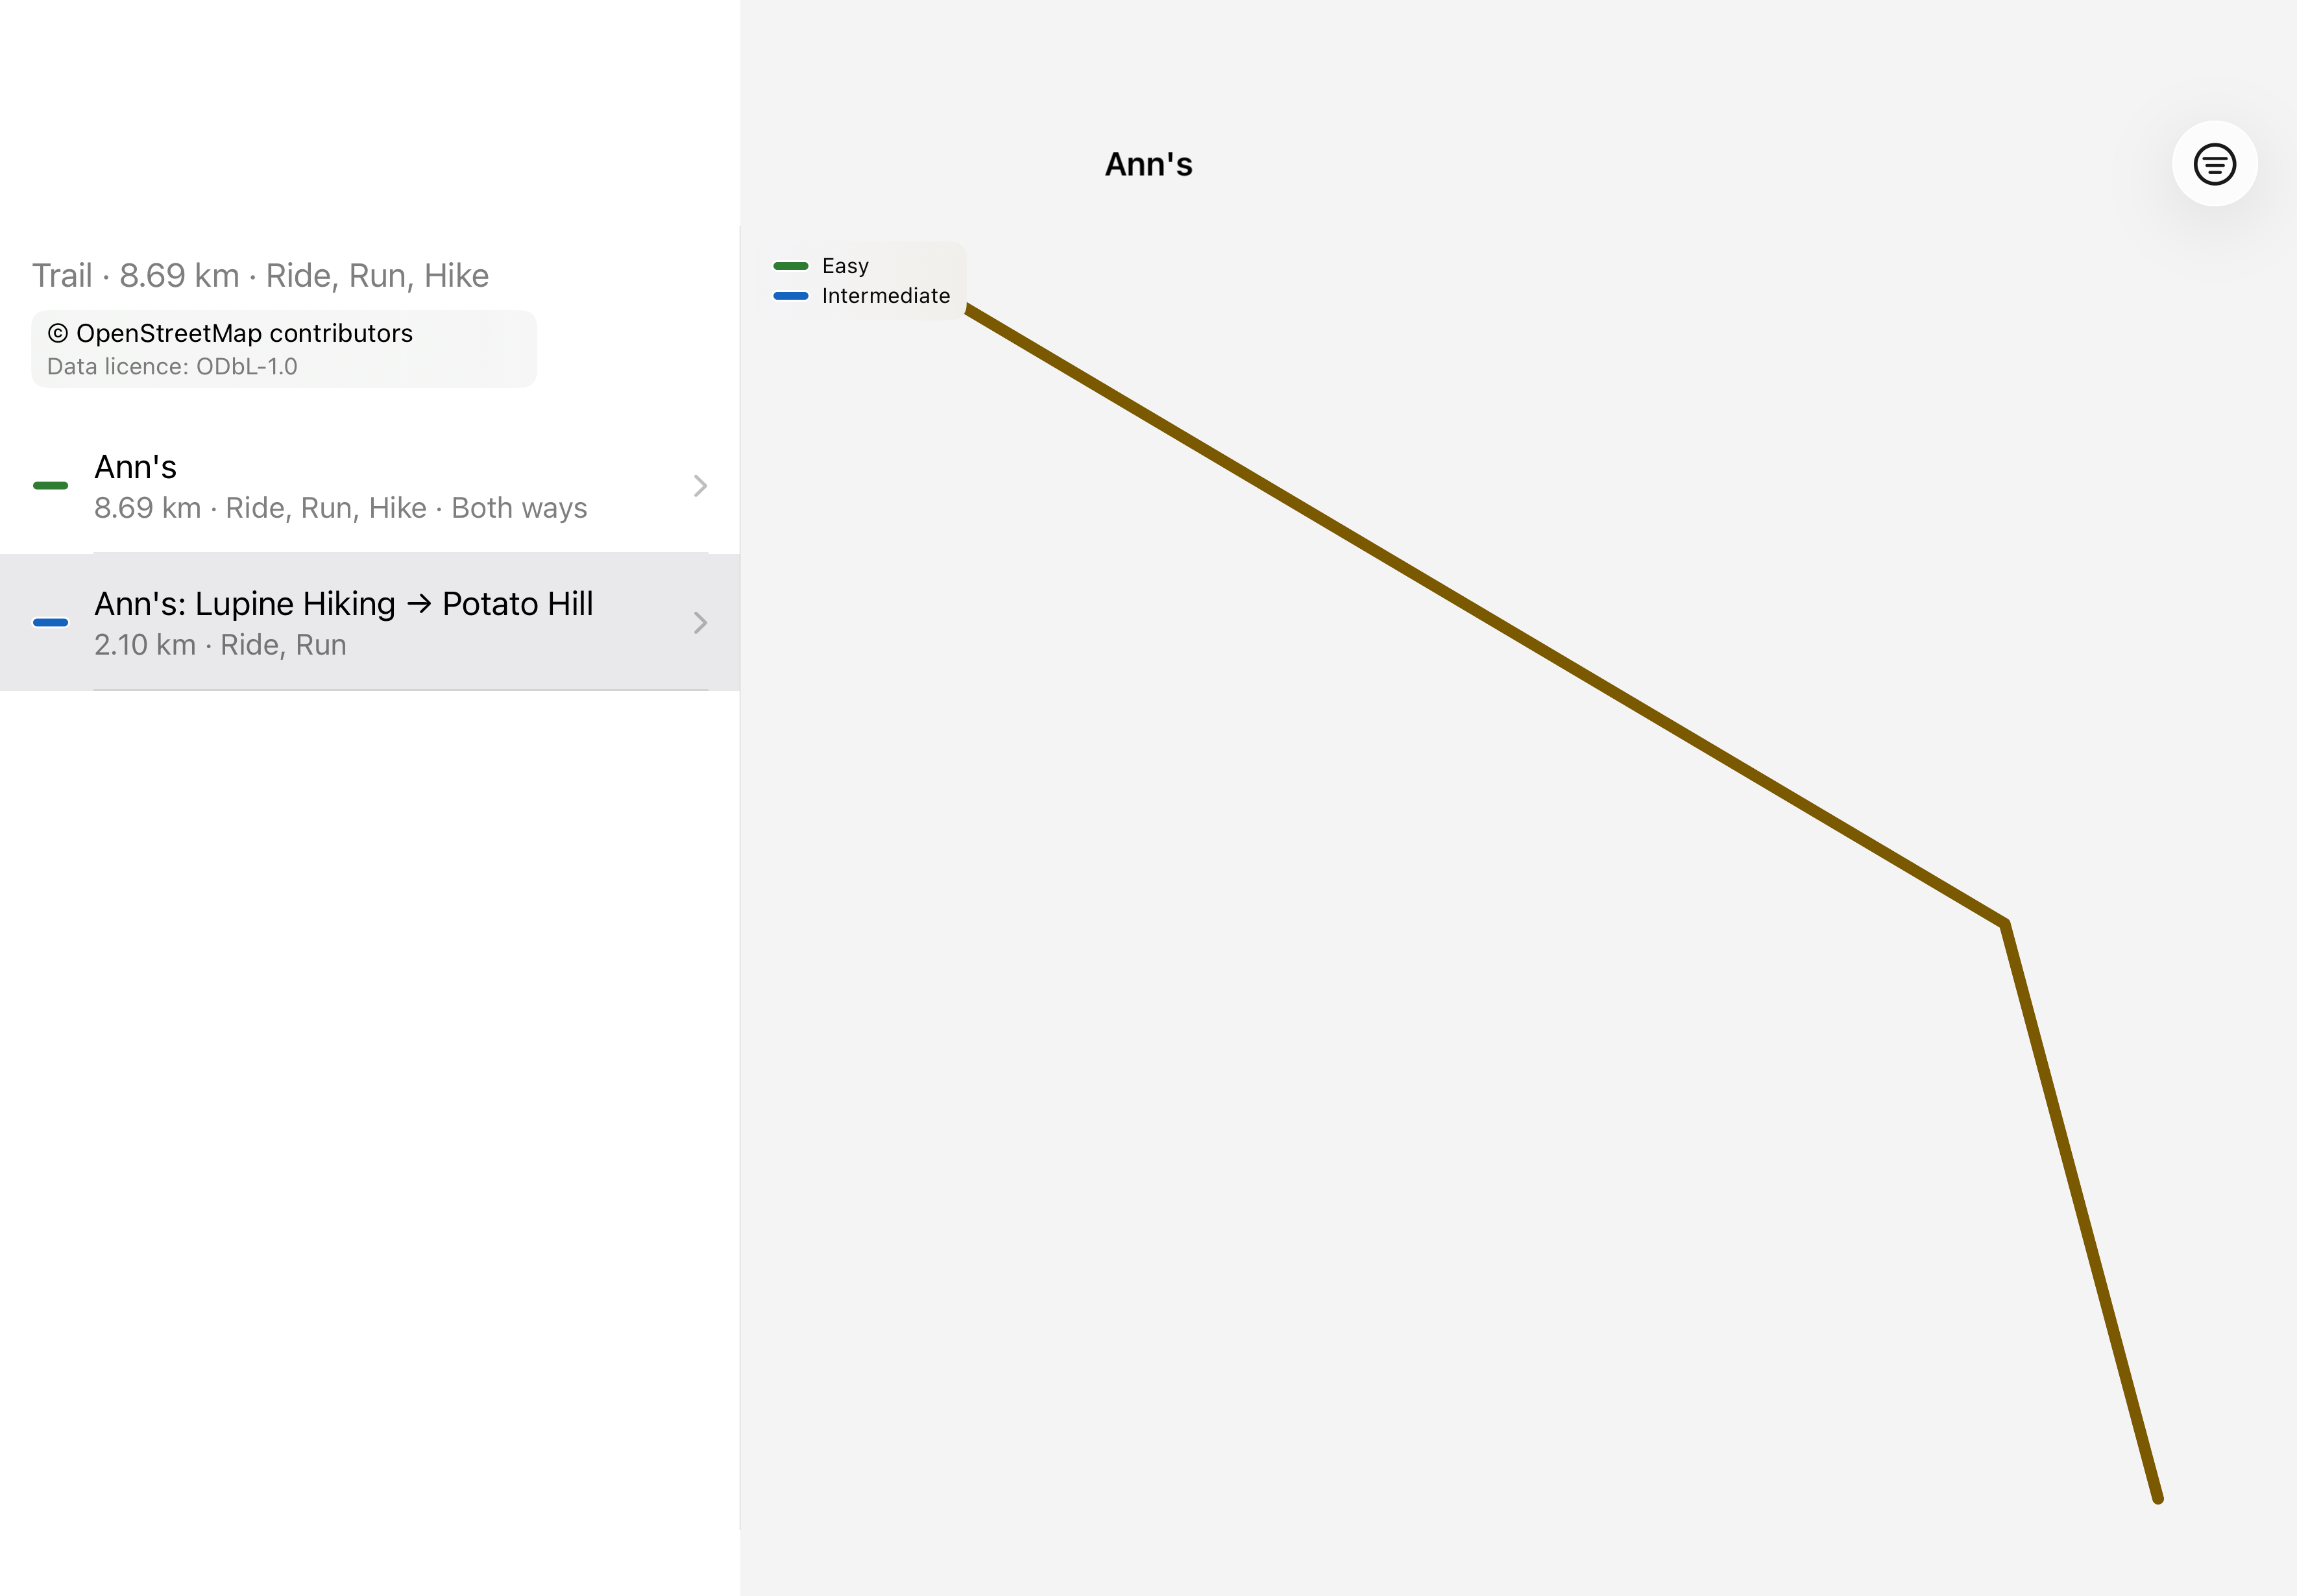 Ann's
Trail · 8.69 km · Ride, Run, Hike
© OpenStreetMap contributors
Data licence: ODbL-1.0
Ann's
8.69 km · Ride, Run, Hike · Both ways
Ann's: Lupine Hiking → Potato Hill
2.10 km · Ride, Run
Easy
Intermediate